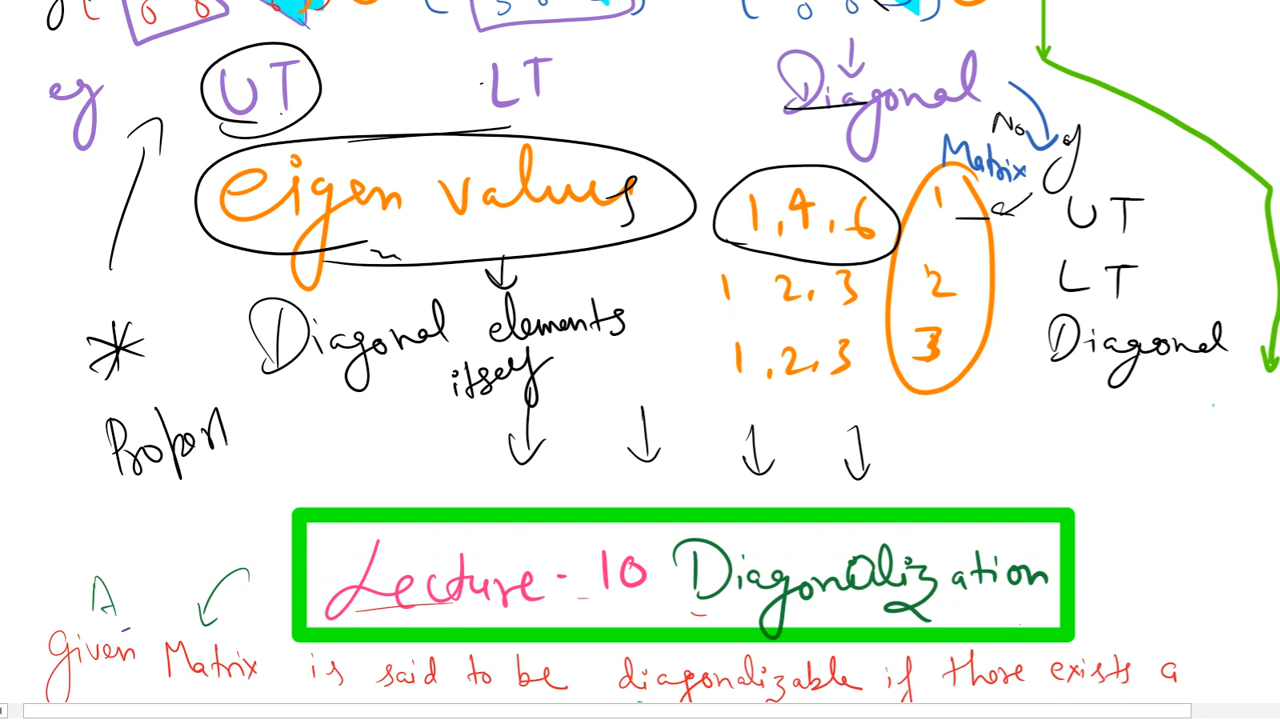 eg UT LT Diagonal
No of
Matrix
eigen values 1, 4, 6 1 UT
1 2, 3 2 LT
Diagonal elements itself 1, 2, 3 3 Diagonal
*
Propert
Lecture - 10 Diagonalization
A
Given Matrix is said to be diagonalizable if there exists a